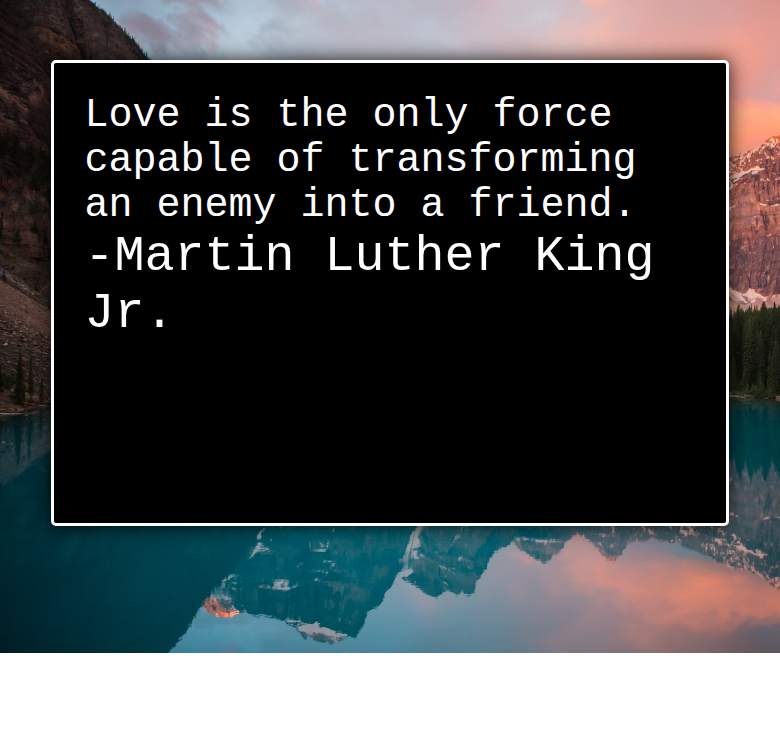 Love is the only force
capable of transforming
an enemy into a friend.
-Martin Luther King
Jr.